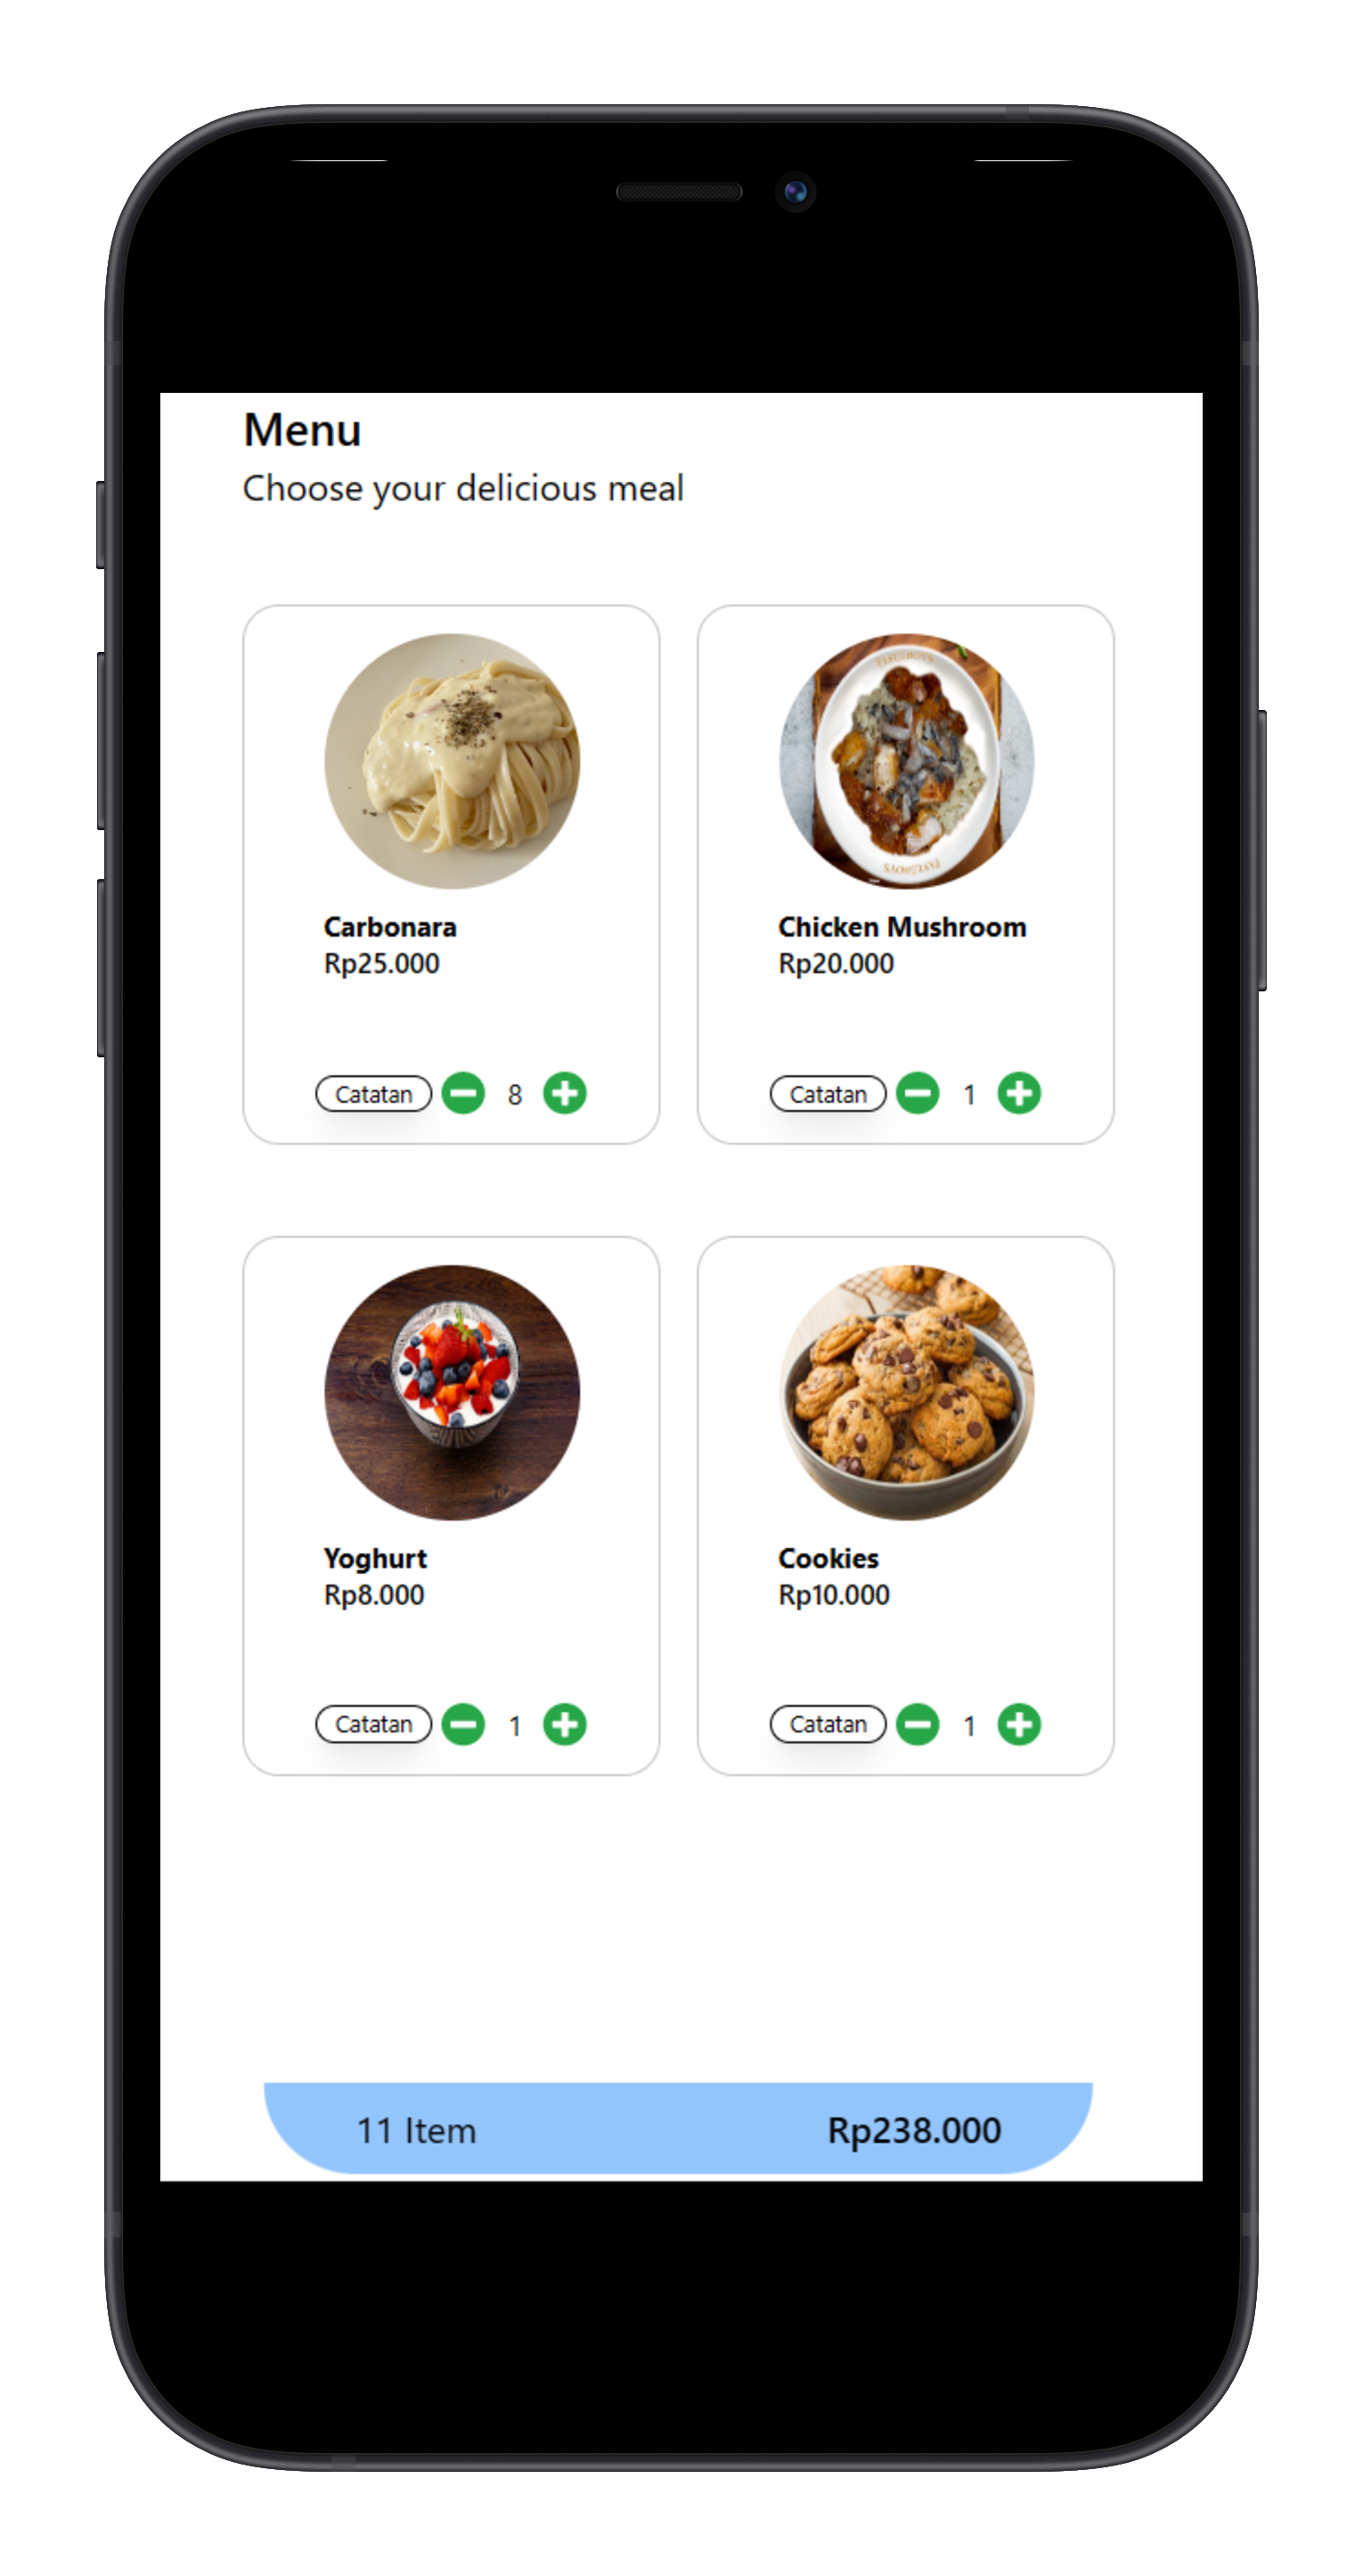 Menu
Choose your delicious meal
Carbonara
Rp25.000
Catatan 8
Chicken Mushroom
Rp20.000
Catatan 1
Yoghurt
Rp8.000
Catatan 1
Cookies
Rp10.000
Catatan 1
11 Item Rp238.000